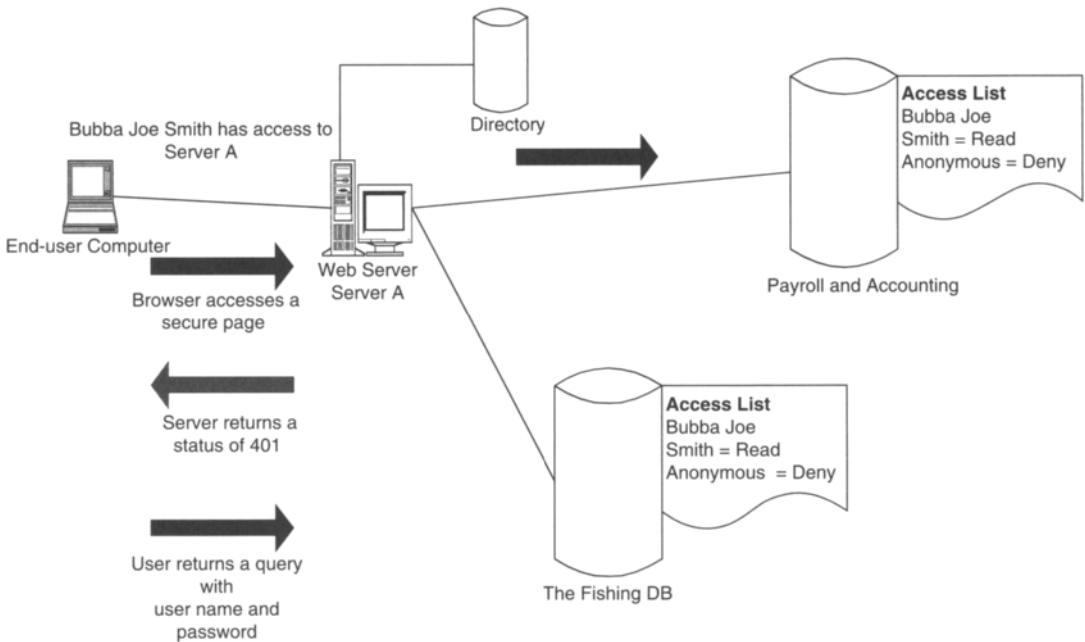 Directory
Bubba Joe Smith has access to
Server A
End-user Computer
Web Server
Server A
Access List
Bubba Joe
Smith = Read
Anonymous = Deny
Payroll and Accounting
Browser accesses a
secure page
Server returns a
status of 401
Access List
Bubba Joe
Smith = Read
Anonymous = Deny
The Fishing DB
User returns a query
with
user name and
password